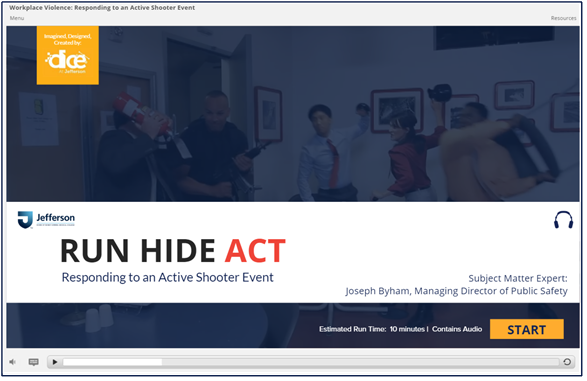 Workplace Violence: Responding to an Active Shooter Event
Menu
Resources
Imagined, Designed,
Created by:
dice
@ Jefferson
Jefferson
RUN HIDE ACT
Responding to an Active Shooter Event
Subject Matter Expert:
Joseph Byham, Managing Director of Public Safety
Estimated Run Time: 10 minutes | Contains Audio
START